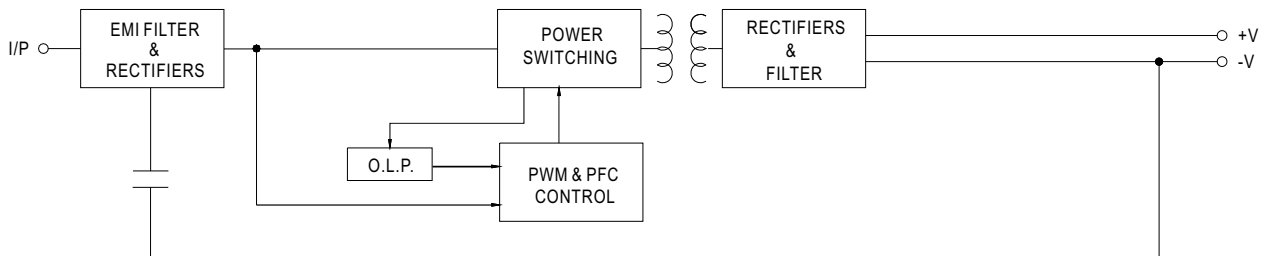 I/P
EMI FILTER
&
RECTIFIERS
POWER
SWITCHING
RECTIFIERS
&
FILTER
+V
-V
O.L.P.
PWM & PFC
CONTROL